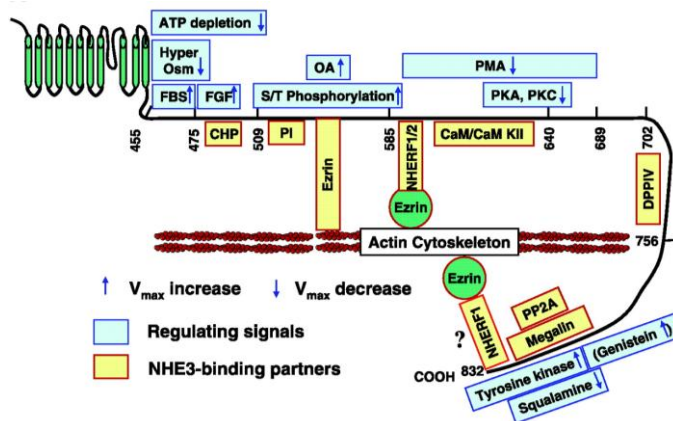 ATP depletion ↓
Hyper
Osm ↓
FBS ↑
FGF ↑
OA ↑
S/T Phosphorylation ↑
PMA ↓
PKA, PKC ↓
455
475
CHP
509
PI
Ezrin
585
NHERF1/2
CaM/CaM KII
640
689
702
DPPIV
756
Ezrin
Actin Cytoskeleton
Ezrin
↑ Vmax increase ↓ Vmax decrease
Regulating signals
NHE3-binding partners
?
NHERF1
PP2A
Megalin
COOH 832
Tyrosine kinase ↑
(Genistein ↑)
Squalamine ↓